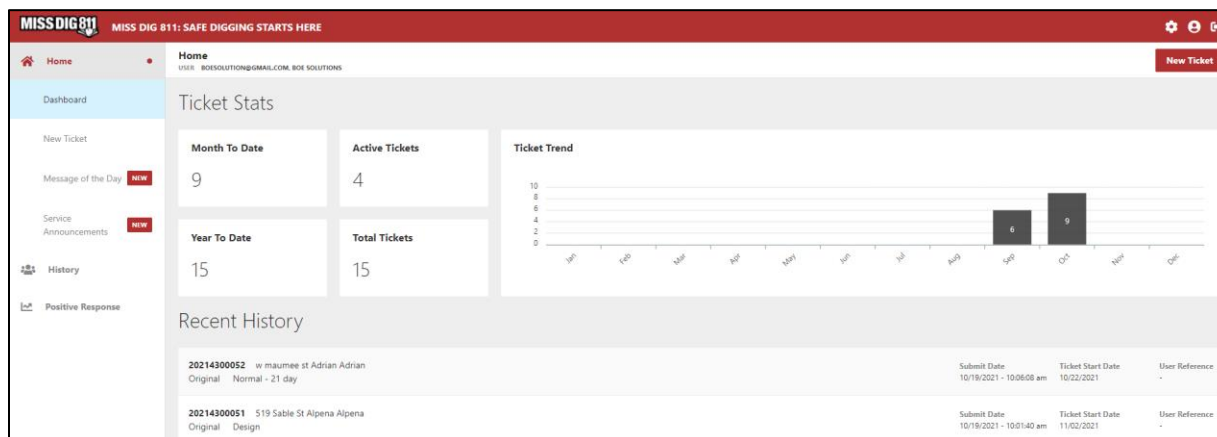 MISS DIG 811 MISS DIG 811: SAFE DIGGING STARTS HERE
Home
Dashboard
New Ticket
Message of the Day NEW
Service
Announcements NEW
History
Positive Response
Home
USER BOESOLUTION@GMAIL.COM, BOE SOLUTIONS
New Ticket
Ticket Stats
Month To Date
9
Active Tickets
4
Year To Date
15
Total Tickets
15
Ticket Trend
10
8
6
4
2
0
6
9
Jan Feb Mar Apr May Jun Jul Aug Sep Oct Nov Dec
Recent History
20214300052 w maumee st Adrian Adrian
Original Normal - 21 day
Submit Date Ticket Start Date User Reference
10/19/2021 - 10:06:08 am 10/22/2021 -
20214300051 519 Sable St Alpena Alpena
Original Design
Submit Date Ticket Start Date User Reference
10/19/2021 - 10:01:40 am 11/02/2021 -